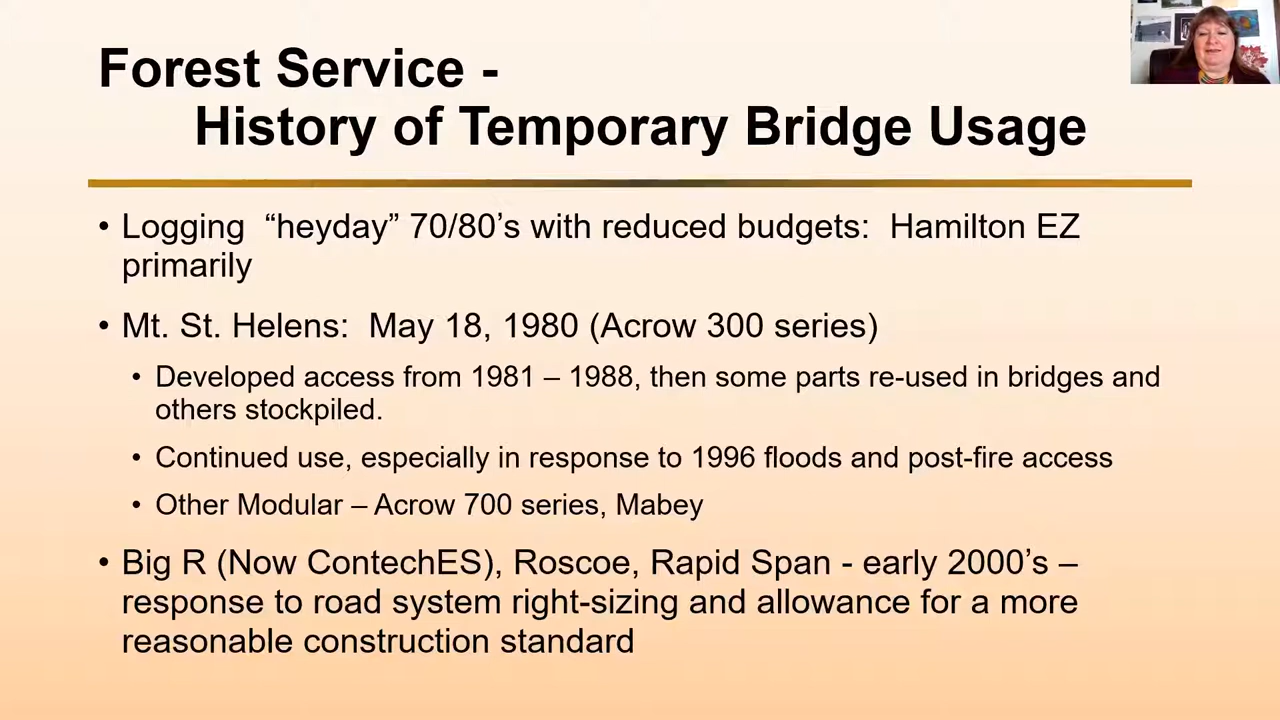 Forest Service -
History of Temporary Bridge Usage
• Logging “heyday” 70/80’s with reduced budgets: Hamilton EZ
primarily
• Mt. St. Helens: May 18, 1980 (Acrow 300 series)
• Developed access from 1981 – 1988, then some parts re-used in bridges and
others stockpiled.
• Continued use, especially in response to 1996 floods and post-fire access
• Other Modular – Acrow 700 series, Mabey
• Big R (Now ContechES), Roscoe, Rapid Span - early 2000’s –
response to road system right-sizing and allowance for a more
reasonable construction standard